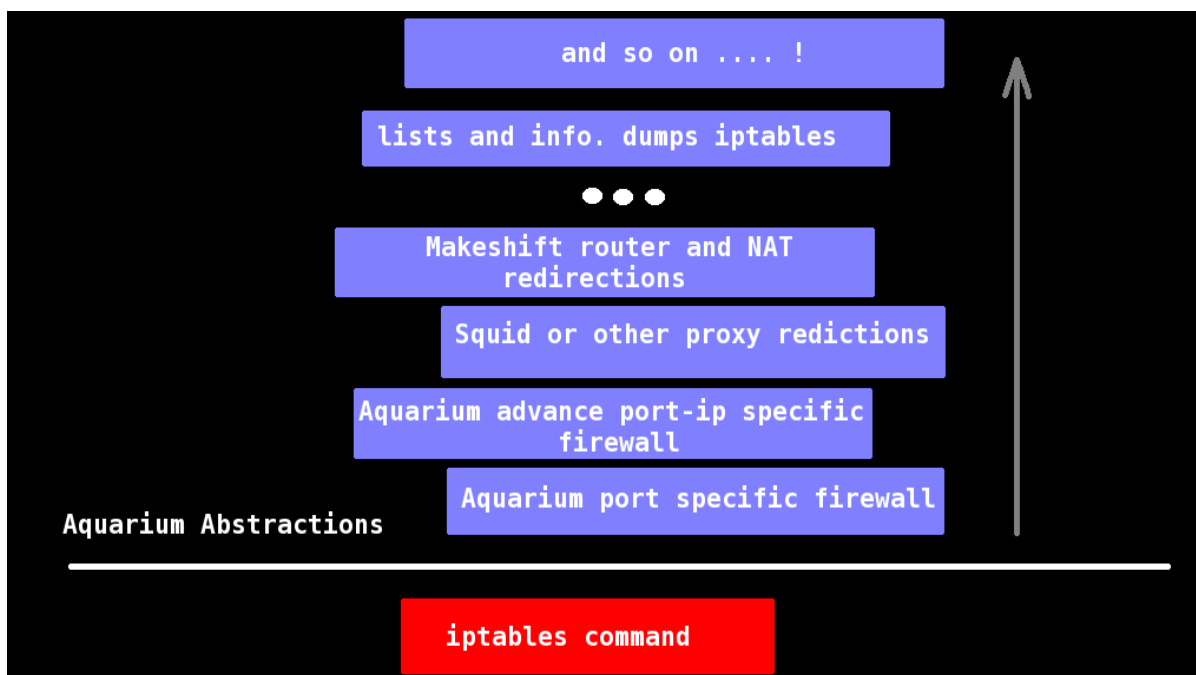 and so on .... !
lists and info. dumps iptables
Makeshift router and NAT
redirections
Squid or other proxy redictions
Aquarium advance port-ip specific
firewall
Aquarium port specific firewall
Aquarium Abstractions
iptables command